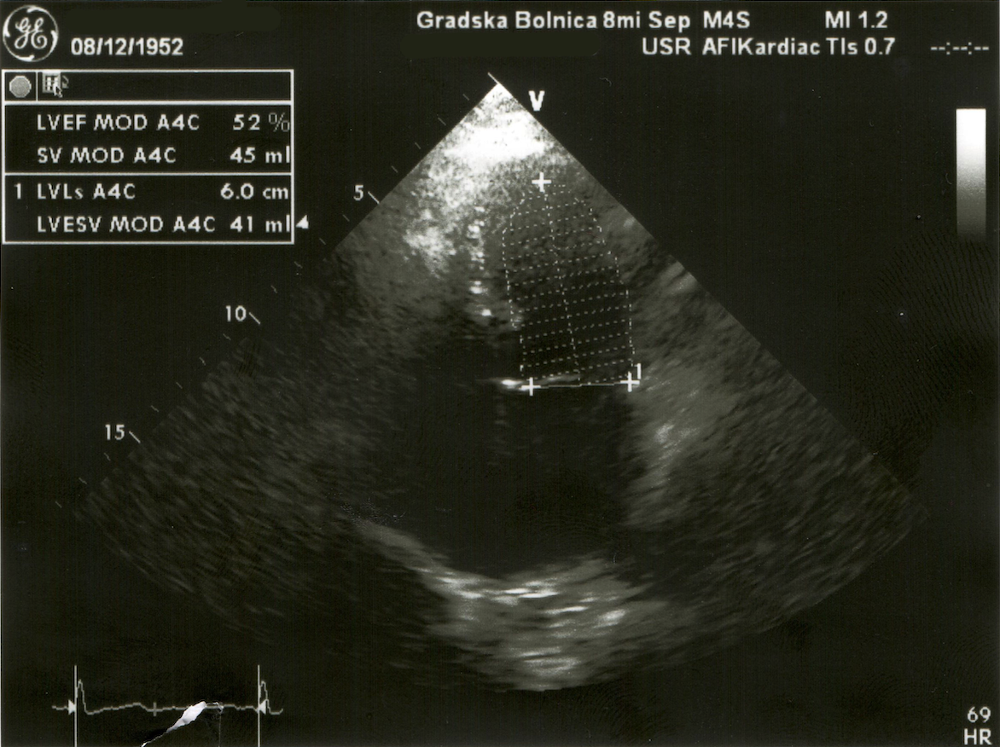 GE
Gradska Bolnica 8mi Sep M4S MI 1.2
08/12/1952 USR AFIKardiac TIs 0.7 --:--:--
V
LVEF MOD A4C 52 %
SV MOD A4C 45 ml
1 LVLs A4C 6.0 cm
LVESV MOD A4C 41 ml
5
10
1
15
69
HR